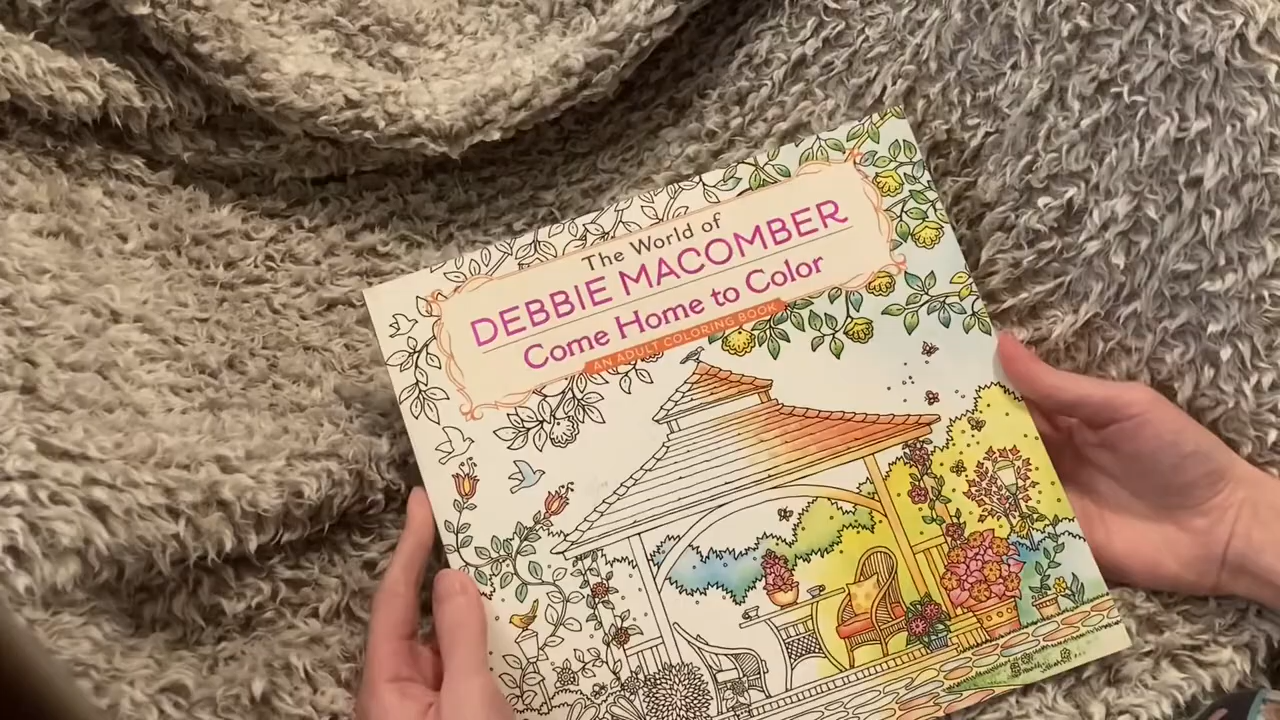 The World of
DEBBIE MACOMBER
Come Home to Color
AN ADULT COLORING BOOK